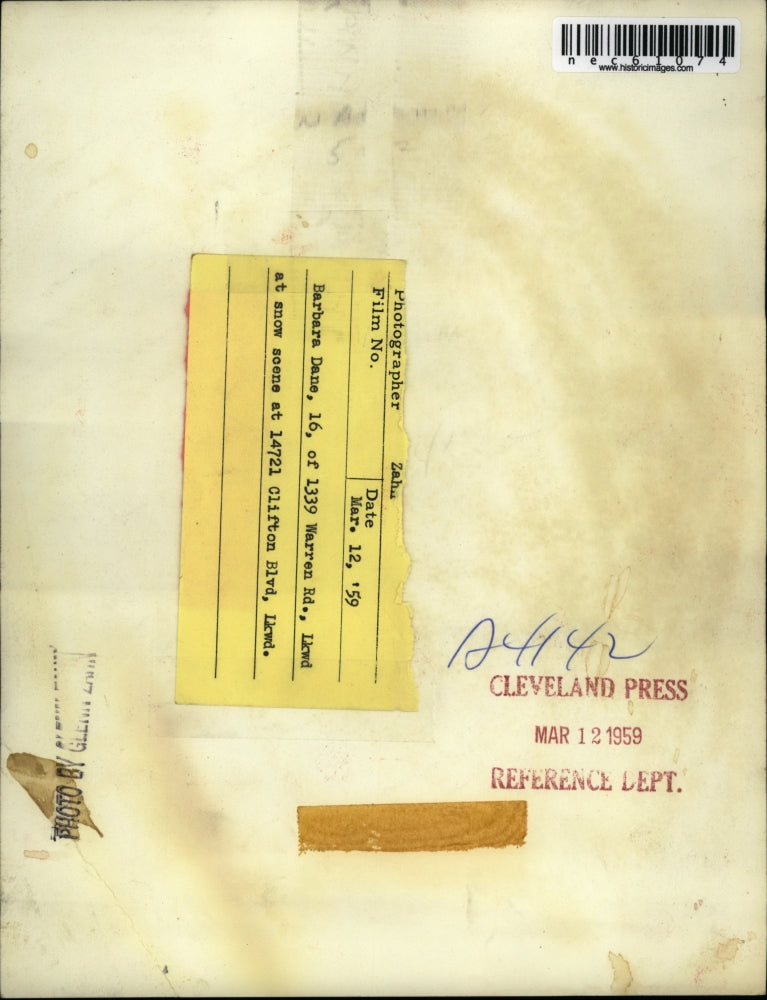 nec61074
www.historicimages.com
Photographer Zahn
Film No.
Date
Mar. 12, '59
Barbara Dane, 16, of 1339 Warren Rd., Lkwd
at snow scene at 14721 Clifton Blvd, Lkwd.
A4142
CLEVELAND PRESS
MAR 12 1959
REFERENCE DEPT.
PHOTO BY GLENN ZAHN